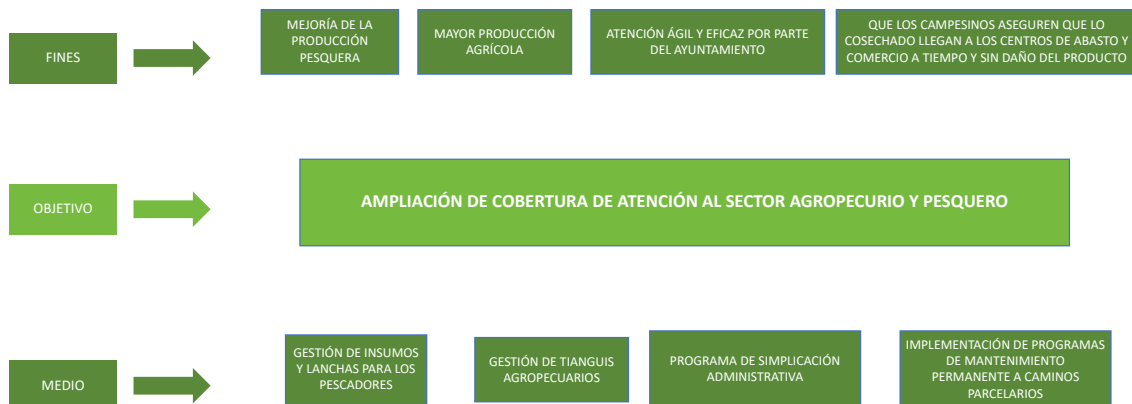 FINES
MEJORÍA DE LA
PRODUCCIÓN
PESQUERA
MAYOR PRODUCCIÓN
AGRÍCOLA
ATENCIÓN ÁGIL Y EFICAZ POR PARTE
DEL AYUNTAMIENTO
QUE LOS CAMPESINOS ASEGUREN QUE LO
COSECHADO LLEGAN A LOS CENTROS DE ABASTO Y
COMERCIO A TIEMPO Y SIN DAÑO DEL PRODUCTO
OBJETIVO
AMPLIACIÓN DE COBERTURA DE ATENCIÓN AL SECTOR AGROPECURIO Y PESQUERO
MEDIO
GESTIÓN DE INSUMOS
Y LANCHAS PARA LOS
PESCADORES
GESTIÓN DE TIANGUIS
AGROPECUARIOS
PROGRAMA DE SIMPLICACIÓN
ADMINISTRATIVA
IMPLEMENTACIÓN DE PROGRAMAS
DE MANTENIMIENTO
PERMANENTE A CAMINOS
PARCELARIOS